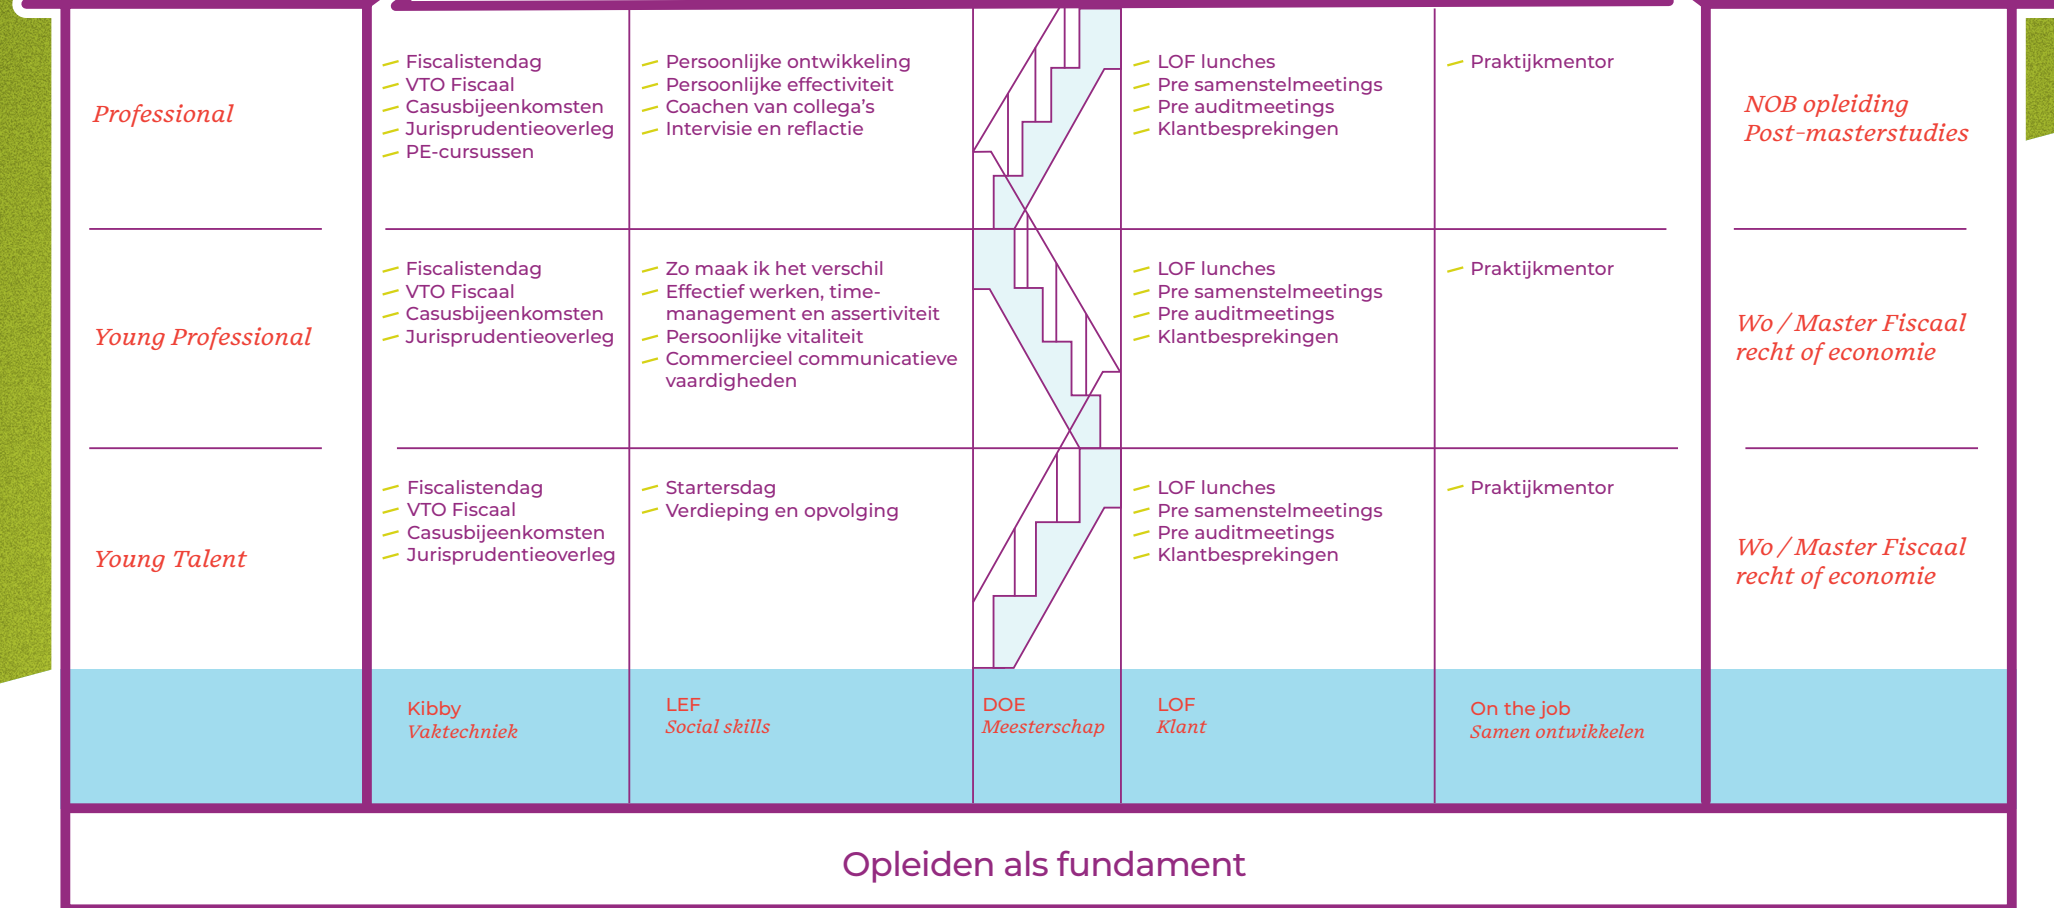 Professional
Fiscalistendag
VTO Fiscaal
Casusbijeenkomsten
Jurisprudentieoverleg
PE-cursussen
Persoonlijke ontwikkeling
Persoonlijke effectiviteit
Coachen van collega’s
Intervisie en reflactie
LOF lunches
Pre samenstelmeetings
Pre auditmeetings
Klantbesprekingen
Praktijkmentor
NOB opleiding
Post-masterstudies
Young Professional
Fiscalistendag
VTO Fiscaal
Casusbijeenkomsten
Jurisprudentieoverleg
Zo maak ik het verschil
Effectief werken, time-
management en assertiviteit
Persoonlijke vitaliteit
Commercieel communicatieve
vaardigheden
LOF lunches
Pre samenstelmeetings
Pre auditmeetings
Klantbesprekingen
Praktijkmentor
Wo / Master Fiscaal
recht of economie
Young Talent
Fiscalistendag
VTO Fiscaal
Casusbijeenkomsten
Jurisprudentieoverleg
Startersdag
Verdieping en opvolging
LOF lunches
Pre samenstelmeetings
Pre auditmeetings
Klantbesprekingen
Praktijkmentor
Wo / Master Fiscaal
recht of economie
Kibby
Vaktechniek
LEF
Social skills
DOE
Meesterschap
LOF
Klant
On the job
Samen ontwikkelen
Opleiden als fundament